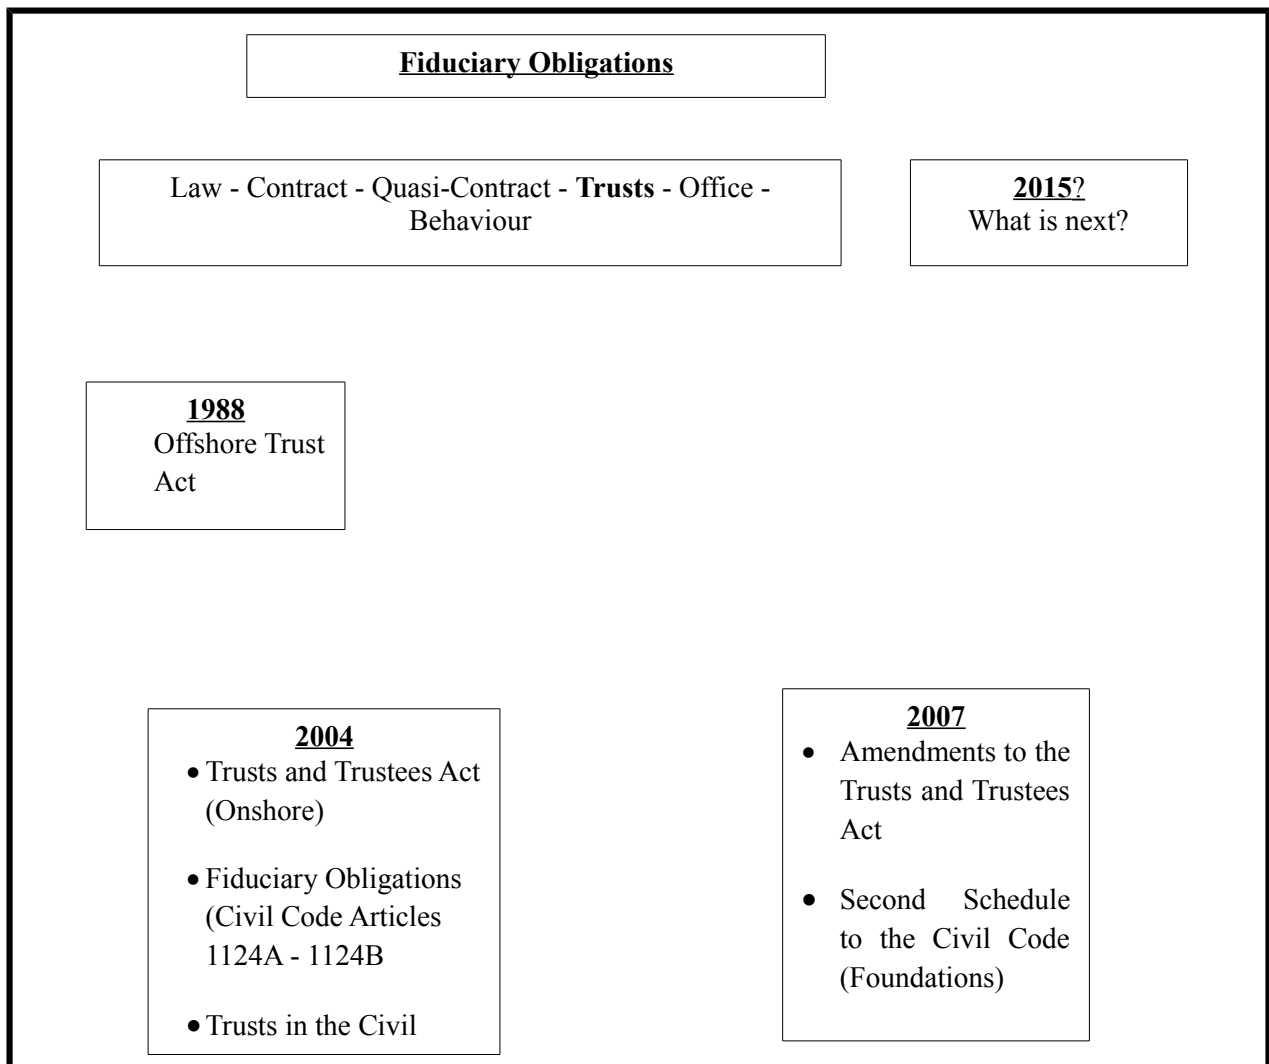 Fiduciary Obligations
Law - Contract - Quasi-Contract - Trusts - Office -
Behaviour
2015?
What is next?
1988
Offshore Trust
Act
2004
• Trusts and Trustees Act
(Onshore)
• Fiduciary Obligations
(Civil Code Articles
1124A - 1124B
• Trusts in the Civil
2007
• Amendments to the
Trusts and Trustees
Act
• Second Schedule
to the Civil Code
(Foundations)